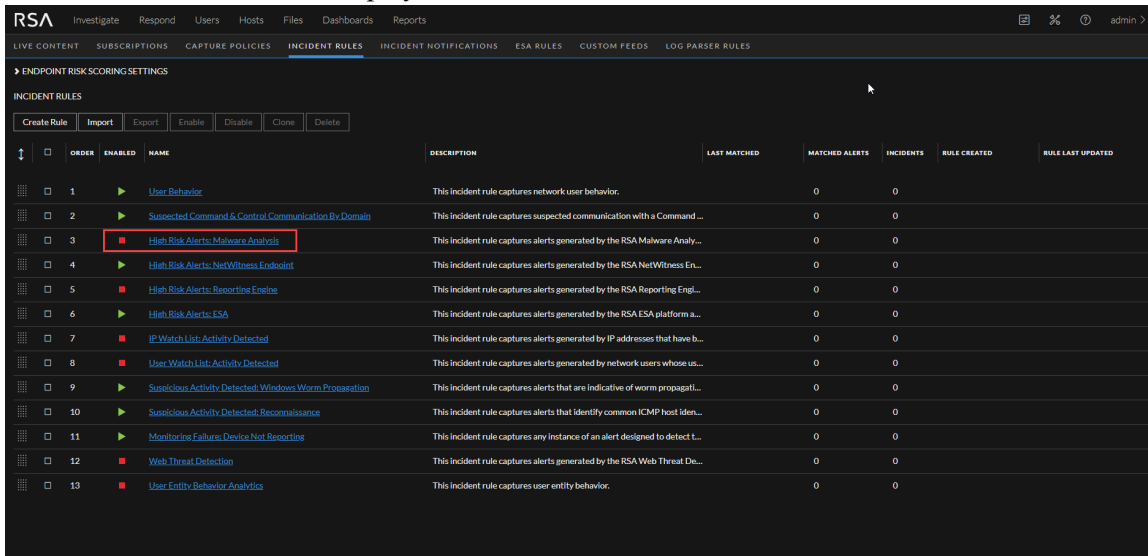 RSA Investigate Respond Users Hosts Files Dashboards Reports admin >
LIVE CONTENT SUBSCRIPTIONS CAPTURE POLICIES INCIDENT RULES INCIDENT NOTIFICATIONS ESA RULES CUSTOM FEEDS LOG PARSER RULES
> ENDPOINT RISK SCORING SETTINGS
INCIDENT RULES
Create Rule Import Export Enable Disable Clone Delete
ORDER ENABLED NAME DESCRIPTION LAST MATCHED MATCHED ALERTS INCIDENTS RULE CREATED RULE LAST UPDATED
1 User Behavior This incident rule captures network user behavior. 0 0
2 Suspected Command & Control Communication By Domain This incident rule captures suspected communication with a Command ... 0 0
3 High Risk Alerts: Malware Analysis This incident rule captures alerts generated by the RSA Malware Analy... 0 0
4 High Risk Alerts: NetWitness Endpoint This incident rule captures alerts generated by the RSA NetWitness En... 0 0
5 High Risk Alerts: Reporting Engine This incident rule captures alerts generated by the RSA Reporting Engi... 0 0
6 High Risk Alerts: ESA This incident rule captures alerts generated by the RSA ESA platform a... 0 0
7 IP Watch List: Activity Detected This incident rule captures alerts generated by IP addresses that have b... 0 0
8 User Watch List: Activity Detected This incident rule captures alerts generated by network users whose us... 0 0
9 Suspicious Activity Detected: Windows Worm Propagation This incident rule captures alerts that are indicative of worm propagati... 0 0
10 Suspicious Activity Detected: Reconnaissance This incident rule captures alerts that identify common ICMP host iden... 0 0
11 Monitoring Failure: Device Not Reporting This incident rule captures any instance of an alert designed to detect t... 0 0
12 Web Threat Detection This incident rule captures alerts generated by the RSA Web Threat De... 0 0
13 User Entity Behavior Analytics This incident rule captures user entity behavior. 0 0